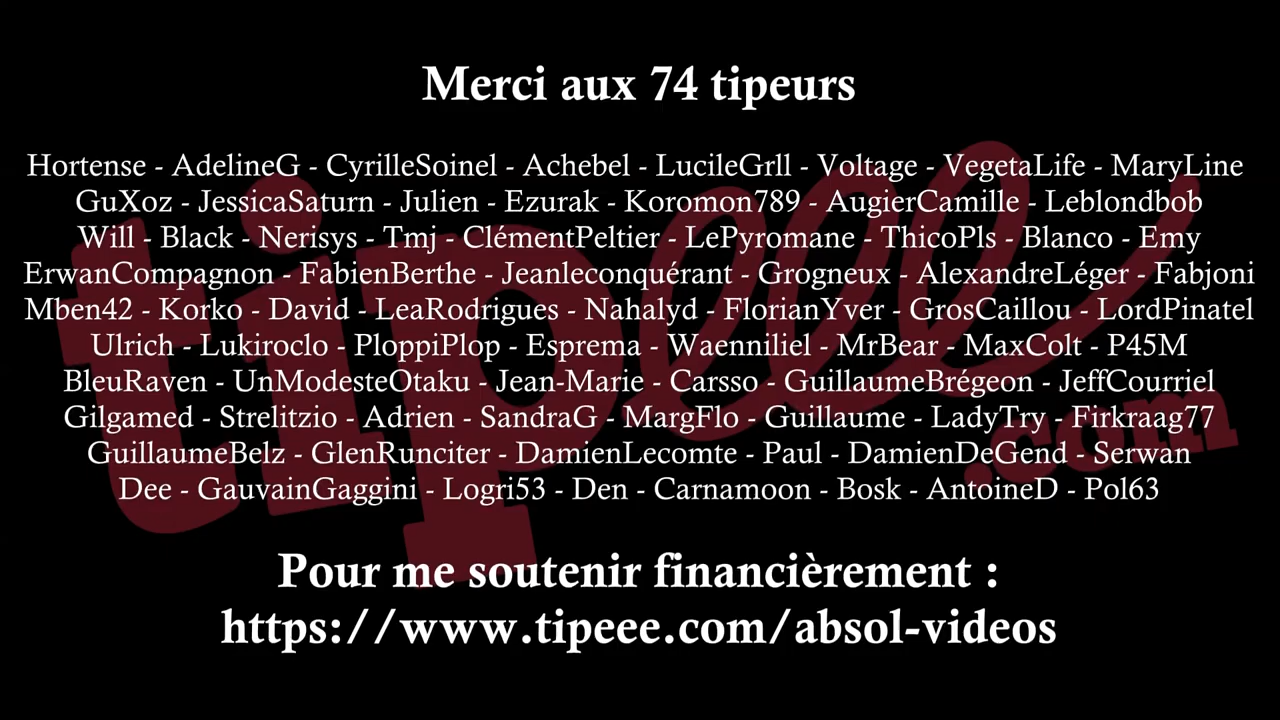 Merci aux 74 tipeurs
Hortense - AdelineG - CyrilleSoinel - Achebel - LucileGrll - Voltage - VegetaLife - MaryLine
GuXoz - JessicaSaturn - Julien - Ezurak - Koromon789 - AugierCamille - Leblondbob
Will - Black - Nerisys - Tmj - ClémentPeltier - LePyromane - ThicoPls - Blanco - Emy
ErwanCompagnon - FabienBerthe - Jeanleconquérant - Grogneux - AlexandreLéger - Fabjoni
Mben42 - Korko - David - LeaRodrigues - Nahalyd - FlorianYver - GrosCaillou - LordPinatel
Ulrich - Lukiroclo - PloppiPlop - Esprema - Waenniliel - MrBear - MaxColt - P45M
BleuRaven - UnModesteOtaku - Jean-Marie - Carsso - GuillaumeBrégeon - JeffCourriel
Gilgamed - Strelitzio - Adrien - SandraG - MargFlo - Guillaume - LadyTry - Firkraag77
GuillaumeBelz - GlenRunciter - DamienLecomte - Paul - DamienDeGend - Serwan
Dee - GauvainGaggini - Logri53 - Den - Carnamoon - Bosk - AntoineD - Pol63
Pour me soutenir financièrement :
https://www.tipeee.com/absol-videos
tipeee.com